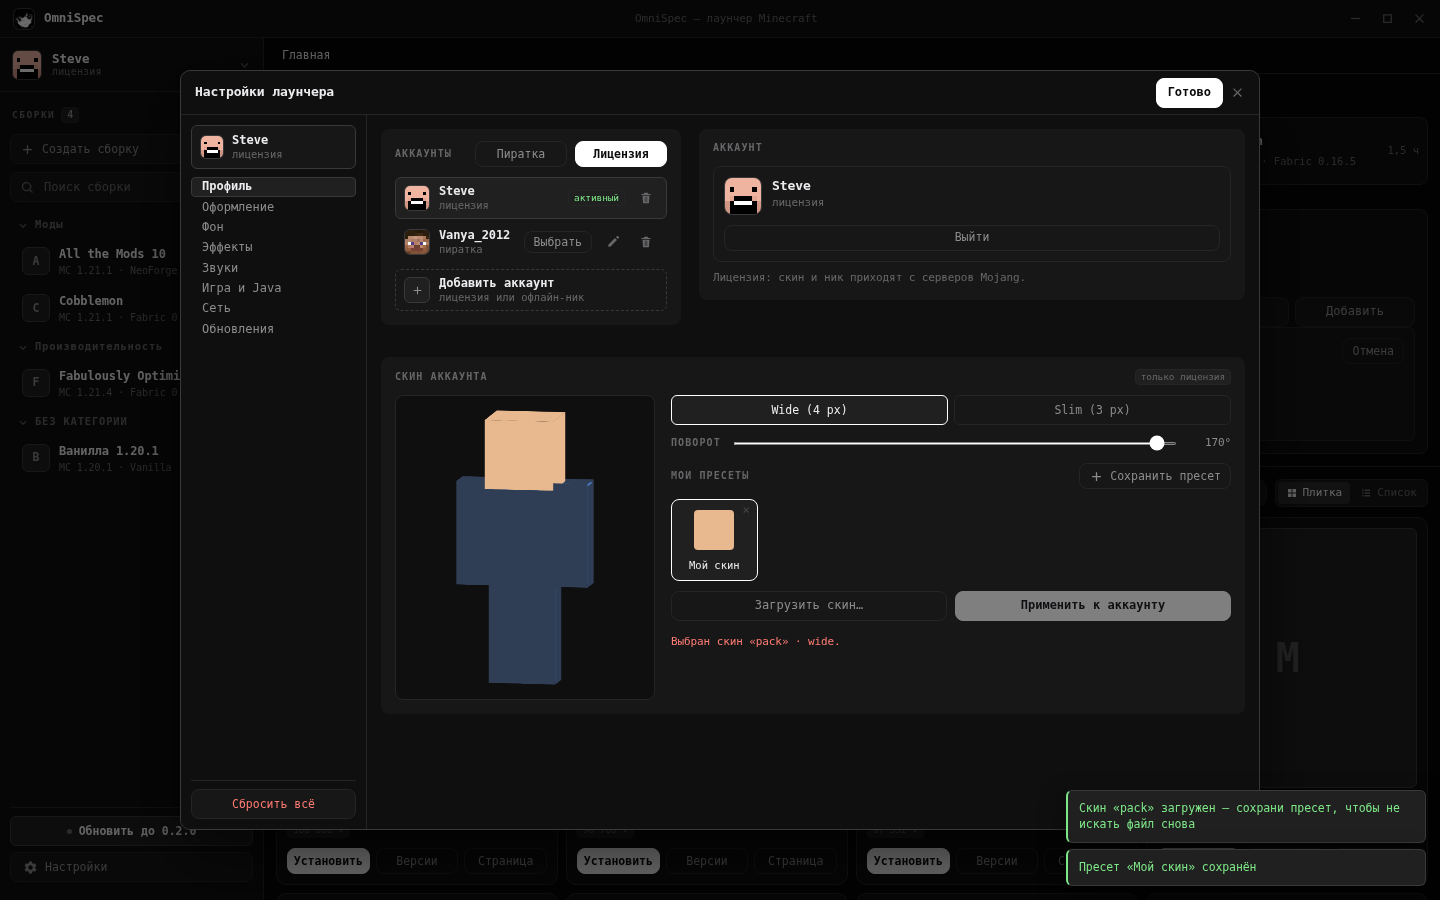 OmniSpec
OmniSpec — лаунчер Minecraft
Steve
лицензия
Главная
СБОРКИ 4
Создать сборку
Поиск сборки
Моды
A
All the Mods 10
MC 1.21.1 · NeoForge
C
Cobblemon
MC 1.21.1 · Fabric 0
Производительность
F
Fabulously Optimi
MC 1.21.4 · Fabric 0
БЕЗ КАТЕГОРИИ
В
Ванилла 1.20.1
MC 1.20.1 · Vanilla
Обновить до 0.2.0
Настройки
Настройки лаунчера
Готово
Steve
лицензия
Профиль
Оформление
Фон
Эффекты
Звуки
Игра и Java
Сеть
Обновления
Сбросить всё
АККАУНТЫ
Пиратка
Лицензия
Steve
лицензия
активный
Vanya_2012
пиратка
Выбрать
Добавить аккаунт
лицензия или офлайн-ник
АККАУНТ
Steve
лицензия
Выйти
Лицензия: скин и ник приходят с серверов Mojang.
СКИН АККАУНТА
только лицензия
Wide (4 px)
Slim (3 px)
ПОВОРОТ
170°
МОИ ПРЕСЕТЫ
Сохранить пресет
Мой скин
Загрузить скин…
Применить к аккаунту
Выбран скин «pack» · wide.
· Fabric 0.16.5
1,5 ч
Добавить
Отмена
Плитка
Список
M
Установить
Версии
Страница
Установить
Версии
Страница
Установить
Версии
Скин «pack» загружен — сохрани пресет, чтобы не
искать файл снова
Пресет «Мой скин» сохранён